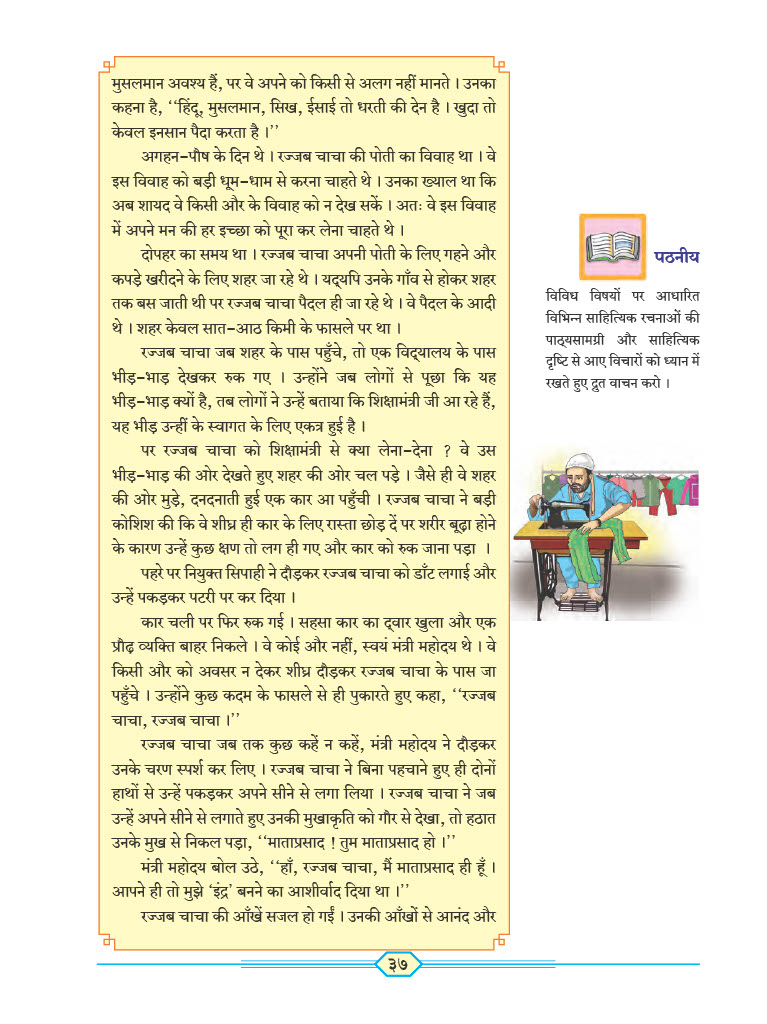 मुसलमान अवश्य हैं, पर वे अपने को किसी से अलग नहीं मानते । उनका
कहना है, ‘‘हिंदू, मुसलमान, सिख, ईसाई तो धरती की देन है । खुदा तो
केवल इनसान पैदा करता है ।’’
अगहन-पौष के दिन थे । रज्जब चाचा की पोती का विवाह था । वे
इस विवाह को बड़ी धूम-धाम से करना चाहते थे । उनका ख्याल था कि
अब शायद वे किसी और के विवाह को न देख सकें । अतः वे इस विवाह
में अपने मन की हर इच्छा को पूरा कर लेना चाहते थे ।
दोपहर का समय था । रज्जब चाचा अपनी पोती के लिए गहने और
कपड़े खरीदने के लिए शहर जा रहे थे । यद्यपि उनके गाँव से होकर शहर
तक बस जाती थी पर रज्जब चाचा पैदल ही जा रहे थे । वे पैदल के आदी
थे । शहर केवल सात-आठ किमी के फासले पर था ।
रज्जब चाचा जब शहर के पास पहुँचे, तो एक विद्यालय के पास
भीड़-भाड़ देखकर रुक गए । उन्होंने जब लोगों से पूछा कि यह
भीड़-भाड़ क्यों है, तब लोगों ने उन्हें बताया कि शिक्षामंत्री जी आ रहे हैं,
यह भीड़ उन्हीं के स्वागत के लिए एकत्र हुई है ।
पर रज्जब चाचा को शिक्षामंत्री से क्या लेना-देना ? वे उस
भीड़-भाड़ की ओर देखते हुए शहर की ओर चल पड़े । जैसे ही वे शहर
की ओर मुड़े, दनदनाती हुई एक कार आ पहुँची । रज्जब चाचा ने बड़ी
कोशिश की कि वे शीघ्र ही कार के लिए रास्ता छोड़ दें पर शरीर बूढ़ा होने
के कारण उन्हें कुछ क्षण तो लग ही गए और कार को रुक जाना पड़ा ।
पहरे पर नियुक्त सिपाही ने दौड़कर रज्जब चाचा को डाँट लगाई और
उन्हें पकड़कर पटरी पर कर दिया ।
कार चली पर फिर रुक गई । सहसा कार का द्वार खुला और एक
प्रौढ़ व्यक्ति बाहर निकले । वे कोई और नहीं, स्वयं मंत्री महोदय थे । वे
किसी और को अवसर न देकर शीघ्र दौड़कर रज्जब चाचा के पास जा
पहुँचे । उन्होंने कुछ कदम के फासले से ही पुकारते हुए कहा, ‘‘रज्जब
चाचा, रज्जब चाचा ।’’
रज्जब चाचा जब तक कुछ कहें न कहें, मंत्री महोदय ने दौड़कर
उनके चरण स्पर्श कर लिए । रज्जब चाचा ने बिना पहचाने हुए ही दोनों
हाथों से उन्हें पकड़कर अपने सीने से लगा लिया । रज्जब चाचा ने जब
उन्हें अपने सीने से लगाते हुए उनकी मुखाकृति को गौर से देखा, तो हठात
उनके मुख से निकल पड़ा, ‘‘माताप्रसाद ! तुम माताप्रसाद हो ।’’
मंत्री महोदय बोल उठे, ‘‘हाँ, रज्जब चाचा, मैं माताप्रसाद ही हूँ ।
आपने ही तो मुझे ‘इंद्र’ बनने का आशीर्वाद दिया था ।’’
रज्जब चाचा की आँखें सजल हो गईं । उनकी आँखों से आनंद और
पठनीय
विविध विषयों पर आधारित
विभिन्न साहित्यिक रचनाओं की
पाठ्यसामग्री और साहित्यिक
दृष्टि से आए विचारों को ध्यान में
रखते हुए द्रुत वाचन करो ।
३७